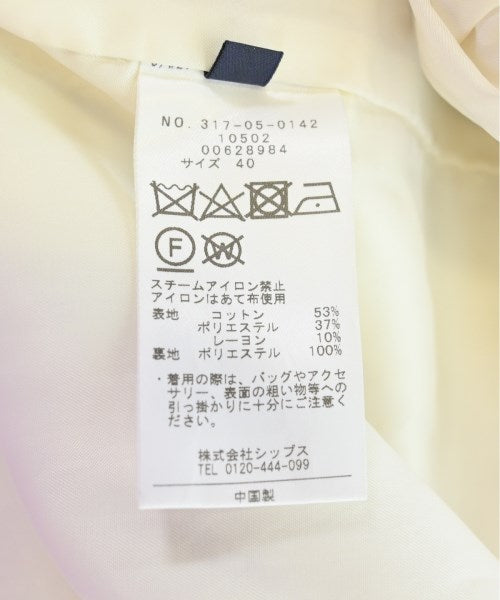 NO. 317-05-0142
10502
00628984
サイズ 40
F W
スチームアイロン禁止
アイロンはあて布使用
表地 コットン 53%
ポリエステル 37%
レーヨン 10%
裏地 ポリエステル 100%
・着用の際は、バッグやアクセ
サリー、表面の粗い物等への
引っ掛かりに十分にご注意く
ださい。
株式会社シップス
TEL 0120-444-099
中国製